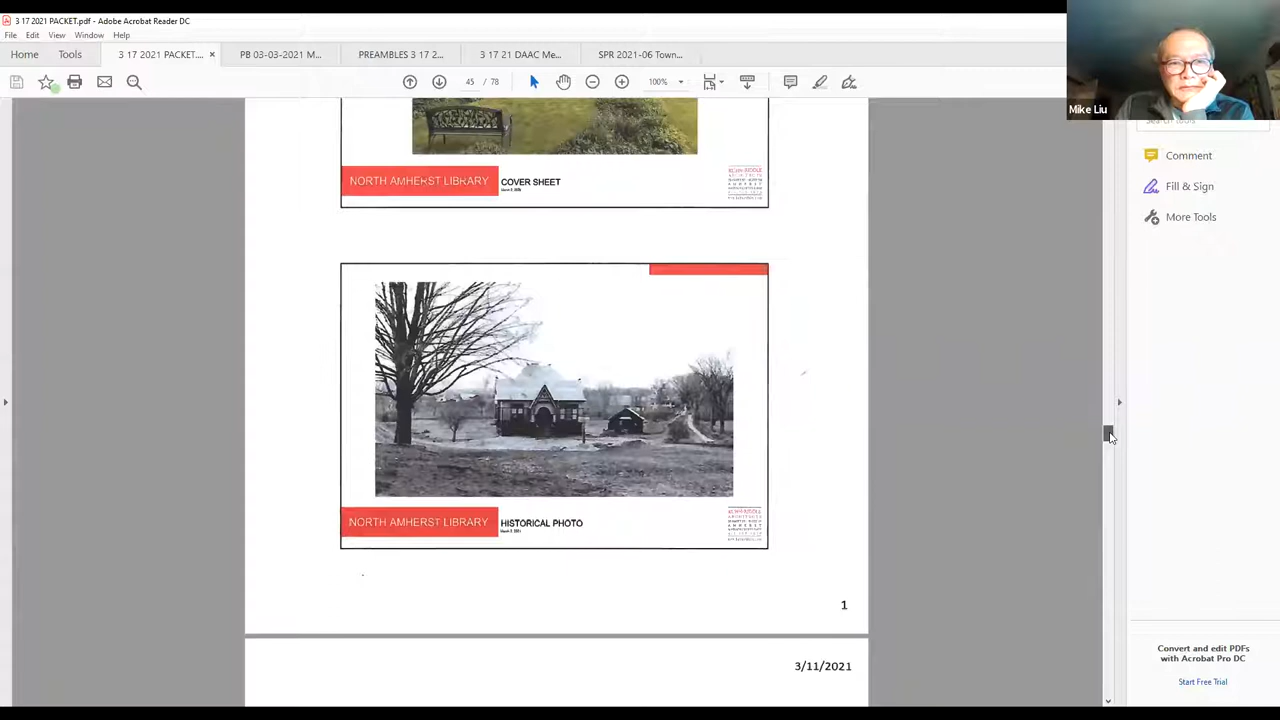 3 17 2021 PACKET.pdf - Adobe Acrobat Reader DC
File Edit View Window Help
Home Tools 3 17 2021 PACKET.... × PB 03-03-2021 M... PREAMBLES 3 17 2... 3 17 21 DAAC Me... SPR 2021-06 Town...
45 / 78 100%
Mike Liu
Search tools
Comment
Fill & Sign
More Tools
NORTH AMHERST LIBRARY COVER SHEET
NORTH AMHERST LIBRARY HISTORICAL PHOTO
1
3/11/2021
Convert and edit PDFs
with Acrobat Pro DC
Start Free Trial